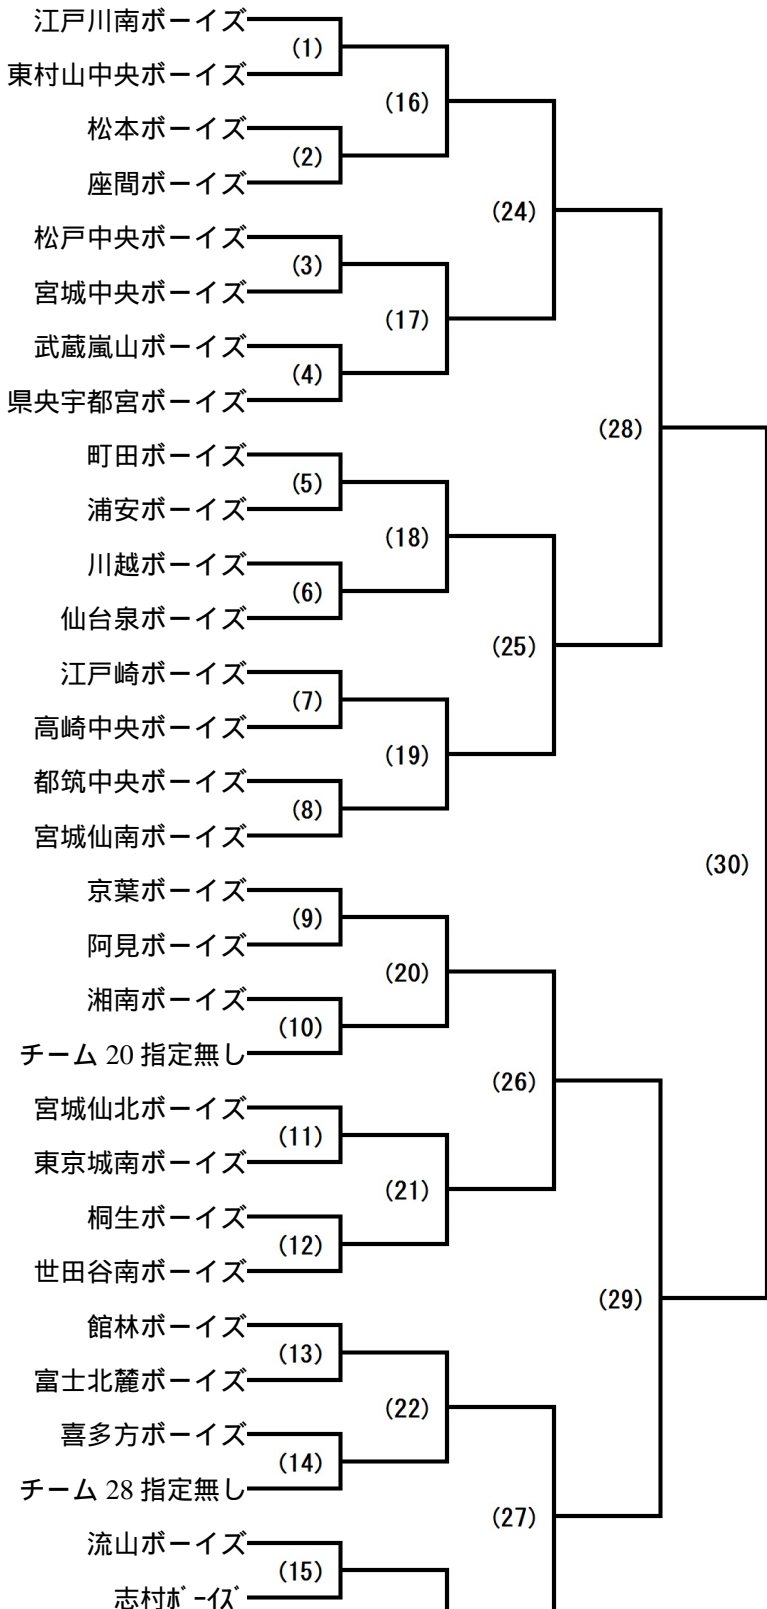 江戸川南ボーイズ
(1)
東村山中央ボーイズ
(16)
松本ボーイズ
(2)
座間ボーイズ
(24)
松戸中央ボーイズ
(3)
宮城中央ボーイズ
(17)
武蔵嵐山ボーイズ
(4)
県央宇都宮ボーイズ
(28)
町田ボーイズ
(5)
浦安ボーイズ
(18)
川越ボーイズ
(6)
仙台泉ボーイズ
(25)
江戸崎ボーイズ
(7)
高崎中央ボーイズ
(19)
都筑中央ボーイズ
(8)
宮城仙南ボーイズ
(30)
京葉ボーイズ
(9)
阿見ボーイズ
(20)
湘南ボーイズ
(10)
チーム 20 指定無し
(26)
宮城仙北ボーイズ
(11)
東京城南ボーイズ
(21)
桐生ボーイズ
(12)
世田谷南ボーイズ
(29)
館林ボーイズ
(13)
富士北麓ボーイズ
(22)
喜多方ボーイズ
(14)
チーム 28 指定無し
(27)
流山ボーイズ
(15)
志村ﾎﾞｰｲｽﾞ